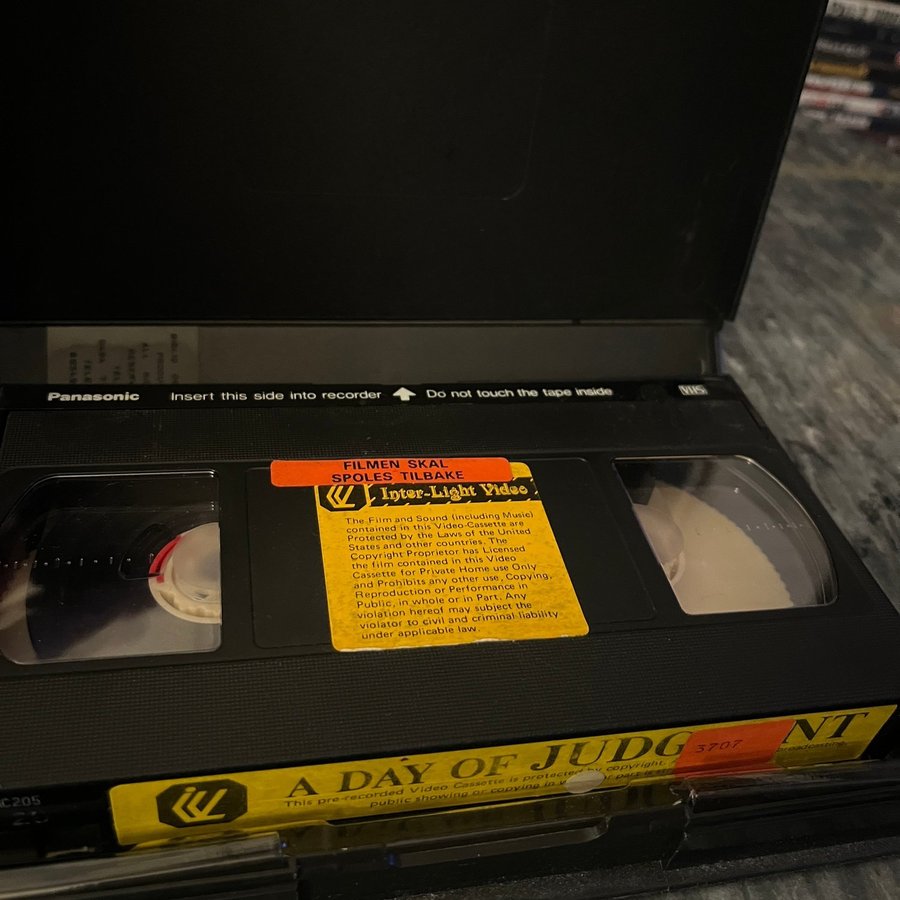 Panasonic Insert this side into recorder Do not touch the tape inside VHS
FILMEN SKAL
SPOLES TILBAKE
Inter-Light Video
The Film and Sound (including Music)
contained in this Video Cassette are
Protected by the Laws of the United
States and other countries. The
Copyright Proprietor has Licensed
the film contained in this Video
Cassette for Private Home use Only
and Prohibits any other use, Copying,
Reproduction or Performance in
Public, in whole or in Part. Any
violation hereof may subject the
violator to civil and criminal liability
under applicable law.
A DAY OF JUDG NT
3707
This pre-recorded Video Cassette is protected by copyright. broadcasting,
public showing or copying in or part is